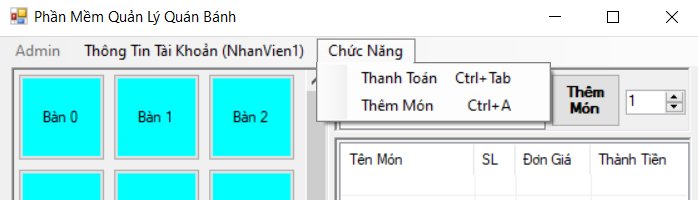 Phần Mềm Quản Lý Quán Bánh
Admin Thông Tin Tài Khoản (NhanVien1) Chức Năng
Thanh Toán Ctrl+Tab
Thêm Món Ctrl+A
Bàn 0 Bàn 1 Bàn 2
Thêm
Món
1
Tên Món SL Đơn Giá Thành Tiền